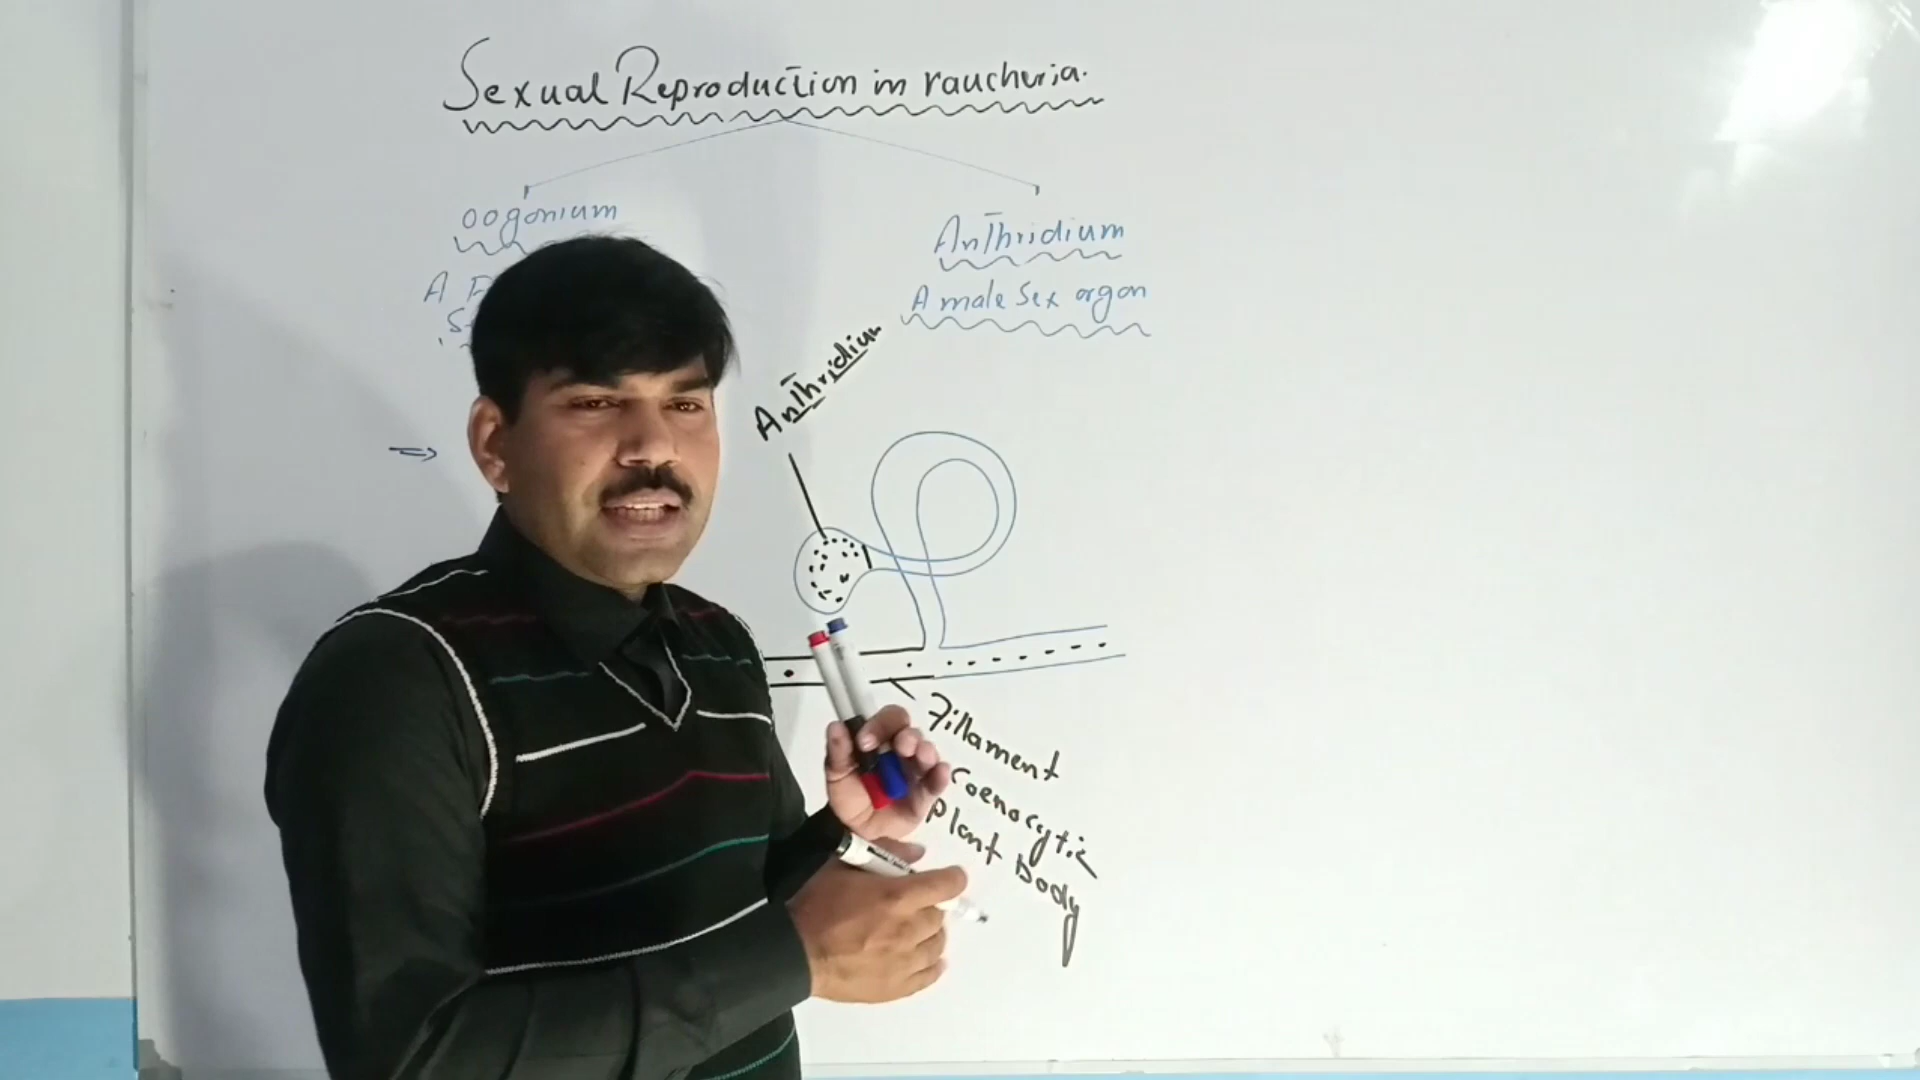 Sexual Reproduction in vaucheria.
oogonium
Anthridium
A
A male Sex organ
Anthridium
Fillament
Coenocytic
plant Body